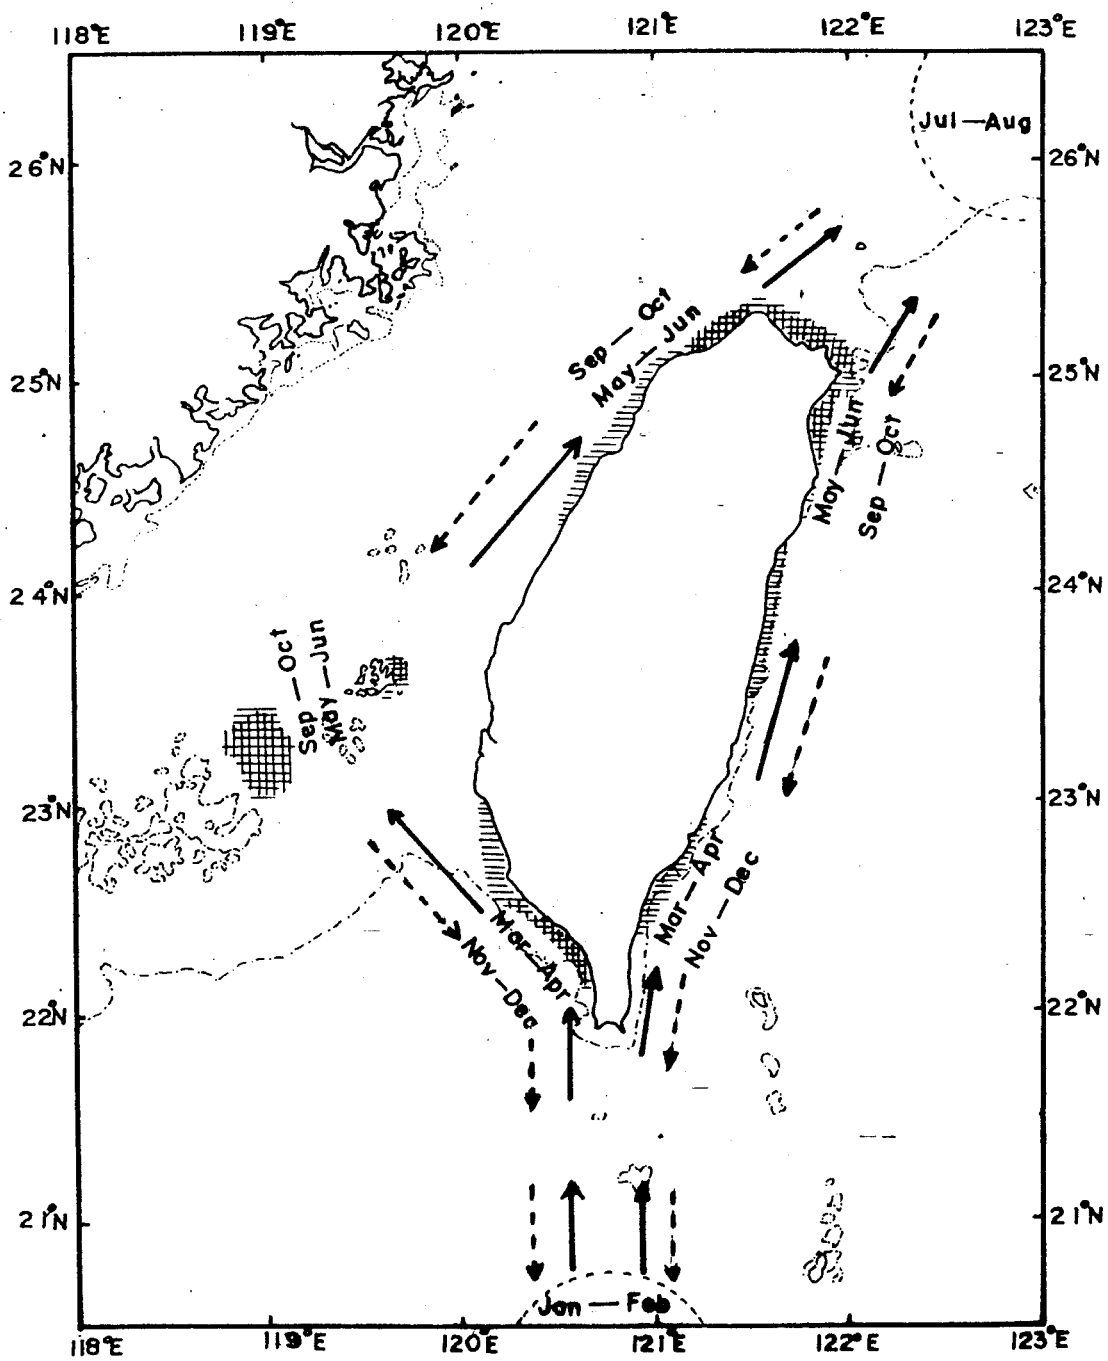 118°E 119°E 120°E 121°E 122°E 123°E
Jul—Aug
26°N 26°N
Sep — Oct
May — Jun
25°N 25°N
May — Jun
Sep — Oct
24°N 24°N
Sep — Oct
May — Jun
23°N 23°N
Mar — Apr
Nov — Dec
Mar — Apr
Nov — Dec
22°N 22°N
21°N 21°N
Jan — Feb
118°E 119°E 120°E 121°E 122°E 123°E